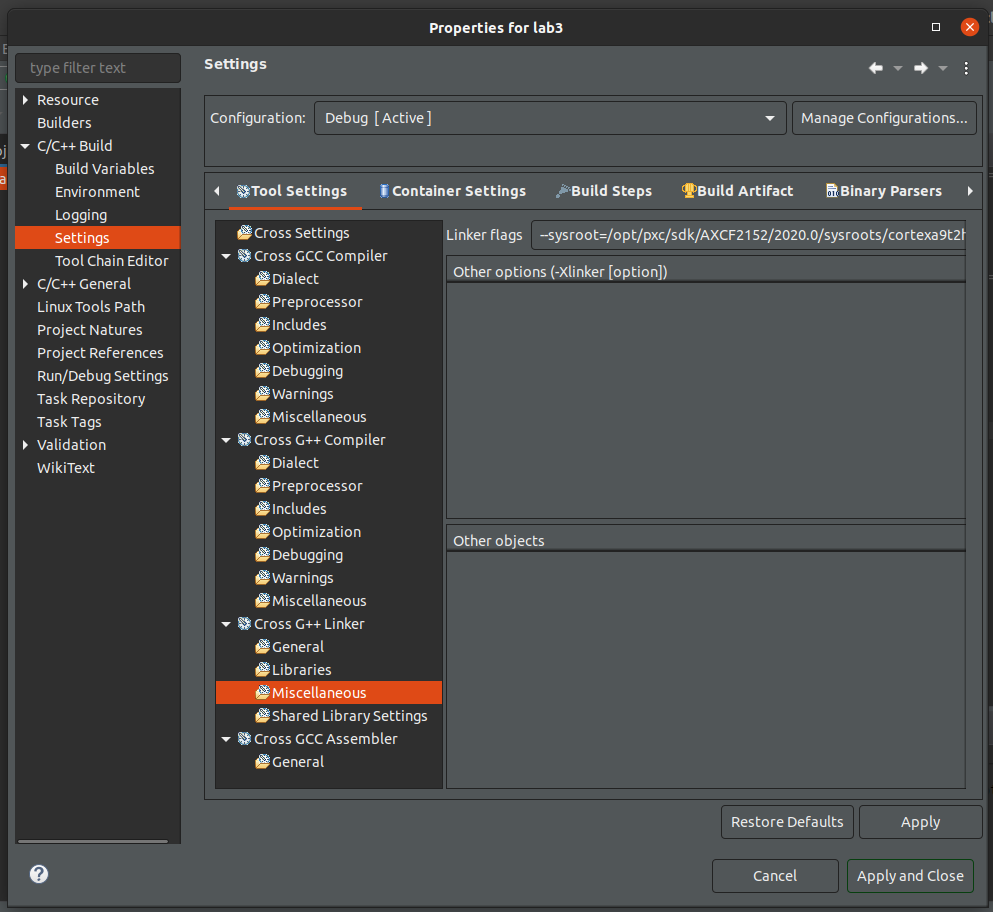 Properties for lab3
type filter text
Resource
Builders
C/C++ Build
Build Variables
Environment
Logging
Settings
Tool Chain Editor
C/C++ General
Linux Tools Path
Project Natures
Project References
Run/Debug Settings
Task Repository
Task Tags
Validation
WikiText
Settings
Configuration:
Debug [ Active ]
Manage Configurations...
Tool Settings
Container Settings
Build Steps
Build Artifact
Binary Parsers
Cross Settings
Cross GCC Compiler
Dialect
Preprocessor
Includes
Optimization
Debugging
Warnings
Miscellaneous
Cross G++ Compiler
Dialect
Preprocessor
Includes
Optimization
Debugging
Warnings
Miscellaneous
Cross G++ Linker
General
Libraries
Miscellaneous
Shared Library Settings
Cross GCC Assembler
General
Linker flags
--sysroot=/opt/pxc/sdk/AXCF2152/2020.0/sysroots/cortexa9t2h
Other options (-Xlinker [option])
Other objects
Restore Defaults
Apply
?
Cancel
Apply and Close